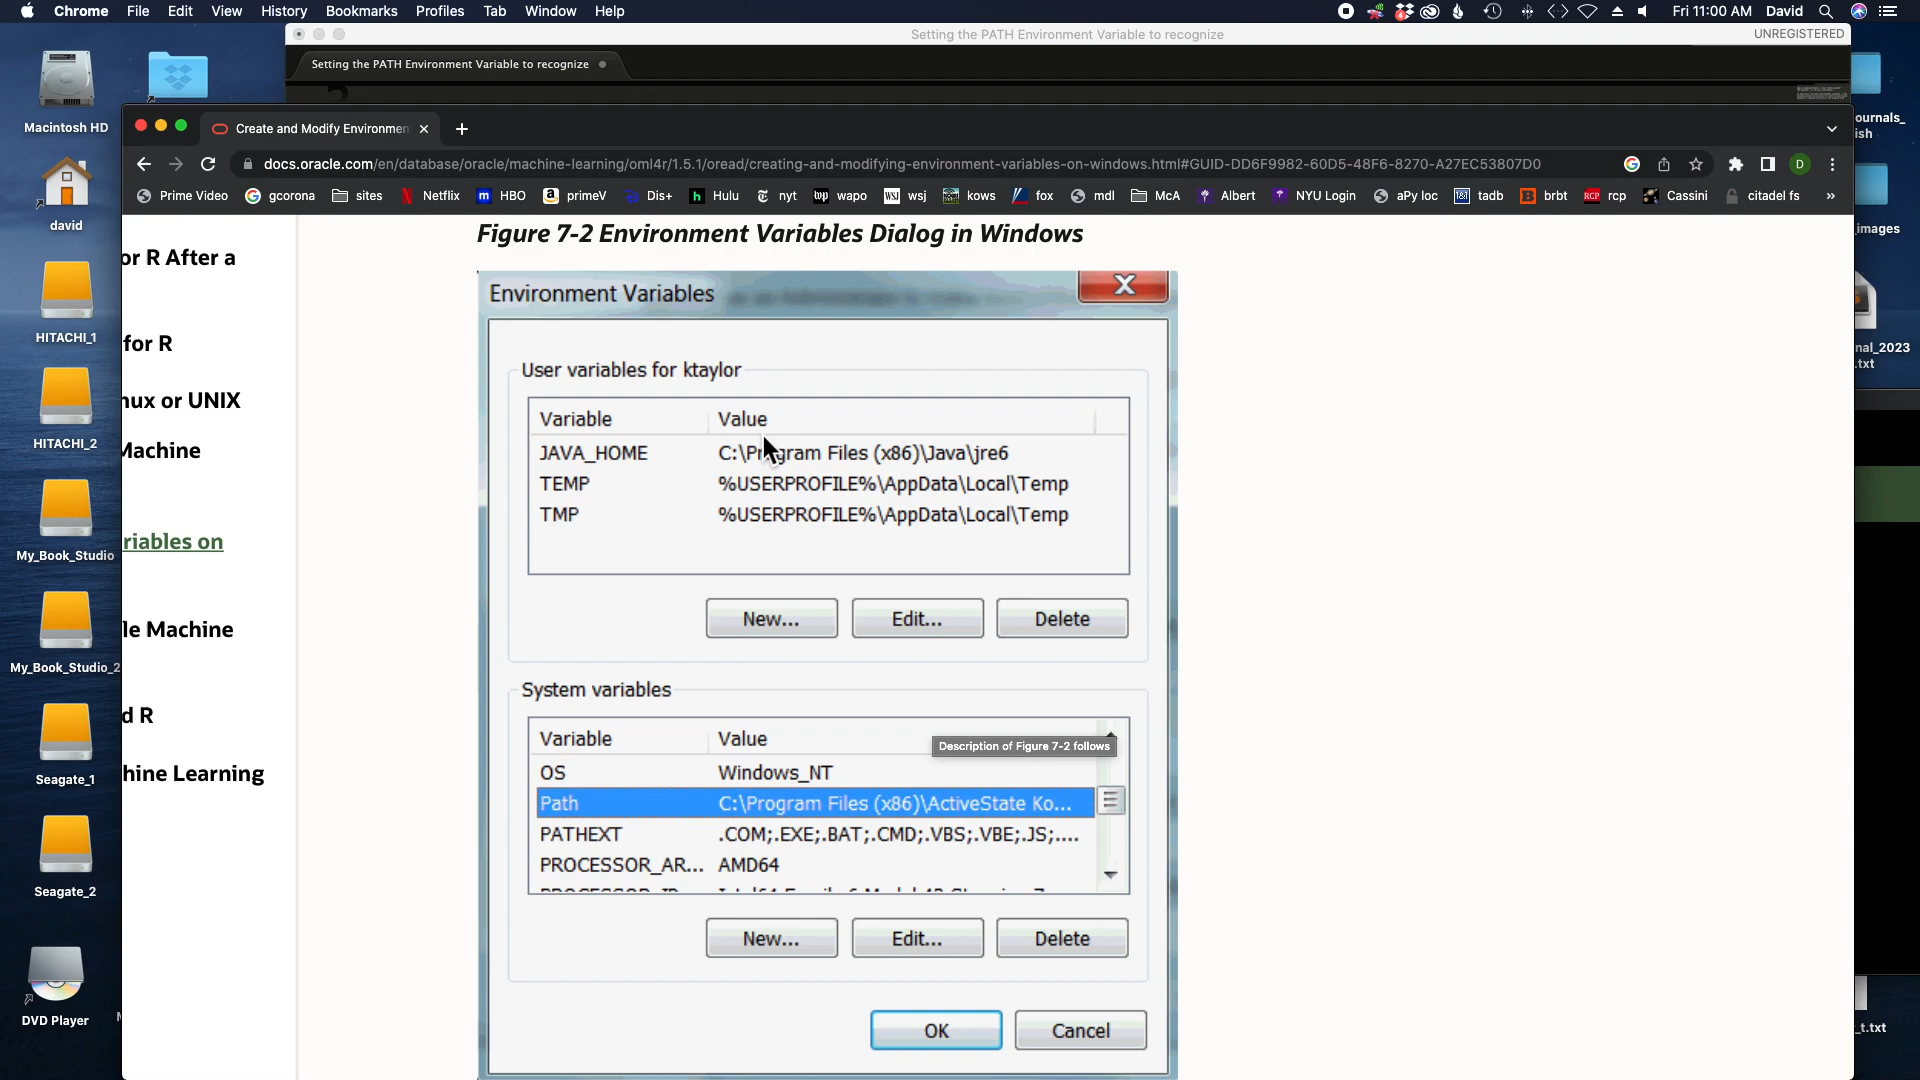 Chrome File Edit View History Bookmarks Profiles Tab Window Help
Fri 11:00 AM David
Setting the PATH Environment Variable to recognize
UNREGISTERED
Setting the PATH Environment Variable to recognize
Create and Modify Environmen
docs.oracle.com/en/database/oracle/machine-learning/oml4r/1.5.1/oread/creating-and-modifying-environment-variables-on-windows.html#GUID-DD6F9982-60D5-48F6-8270-A27EC53807D0
D
Prime Video gcorona sites Netflix HBO primeV Dis+ Hulu nyt wapo wsj kows fox mdl McA Albert NYU Login aPy loc tadb brbt rcp Cassini citadel fs »
Macintosh HD
david
HITACHI_1
HITACHI_2
My_Book_Studio
My_Book_Studio_2
Seagate_1
Seagate_2
DVD Player
or R After a
for R
nux or UNIX
Machine
riables on
le Machine
d R
hine Learning
Figure 7-2 Environment Variables Dialog in Windows
Environment Variables
User variables for ktaylor
Variable Value
JAVA_HOME C:\Program Files (x86)\Java\jre6
TEMP %USERPROFILE%\AppData\Local\Temp
TMP %USERPROFILE%\AppData\Local\Temp
New... Edit... Delete
System variables
Variable Value
Description of Figure 7-2 follows
OS Windows_NT
Path C:\Program Files (x86)\ActiveState Ko...
PATHEXT .COM;.EXE;.BAT;.CMD;.VBS;.VBE;.JS;....
PROCESSOR_AR... AMD64
New... Edit... Delete
OK Cancel
ournals_
ish
images
nal_2023
.txt
_t.txt